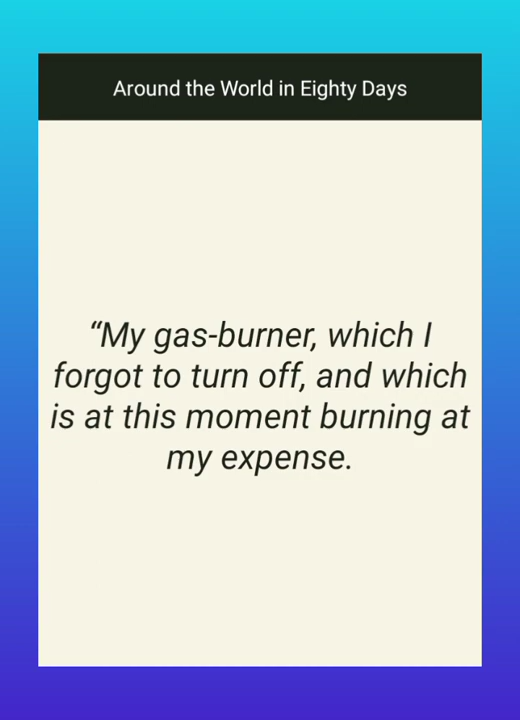 Around the World in Eighty Days
“My gas-burner, which I
forgot to turn off, and which
is at this moment burning at
my expense.